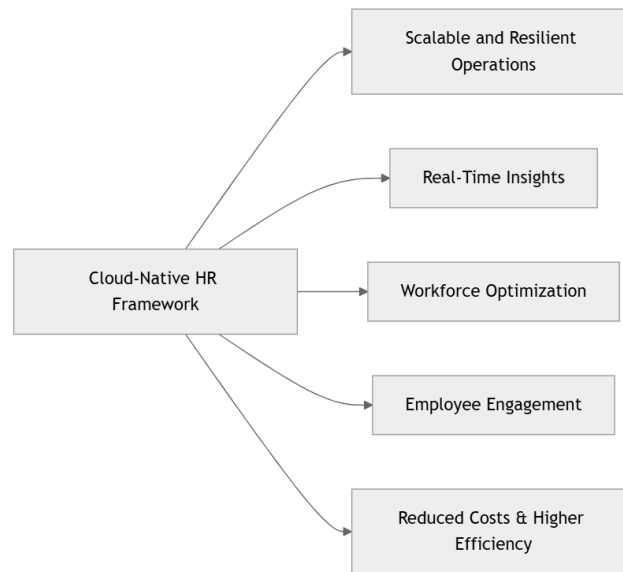 Scalable and Resilient
Operations
Real-Time Insights
Cloud-Native HR
Framework
Workforce Optimization
Employee Engagement
Reduced Costs & Higher
Efficiency